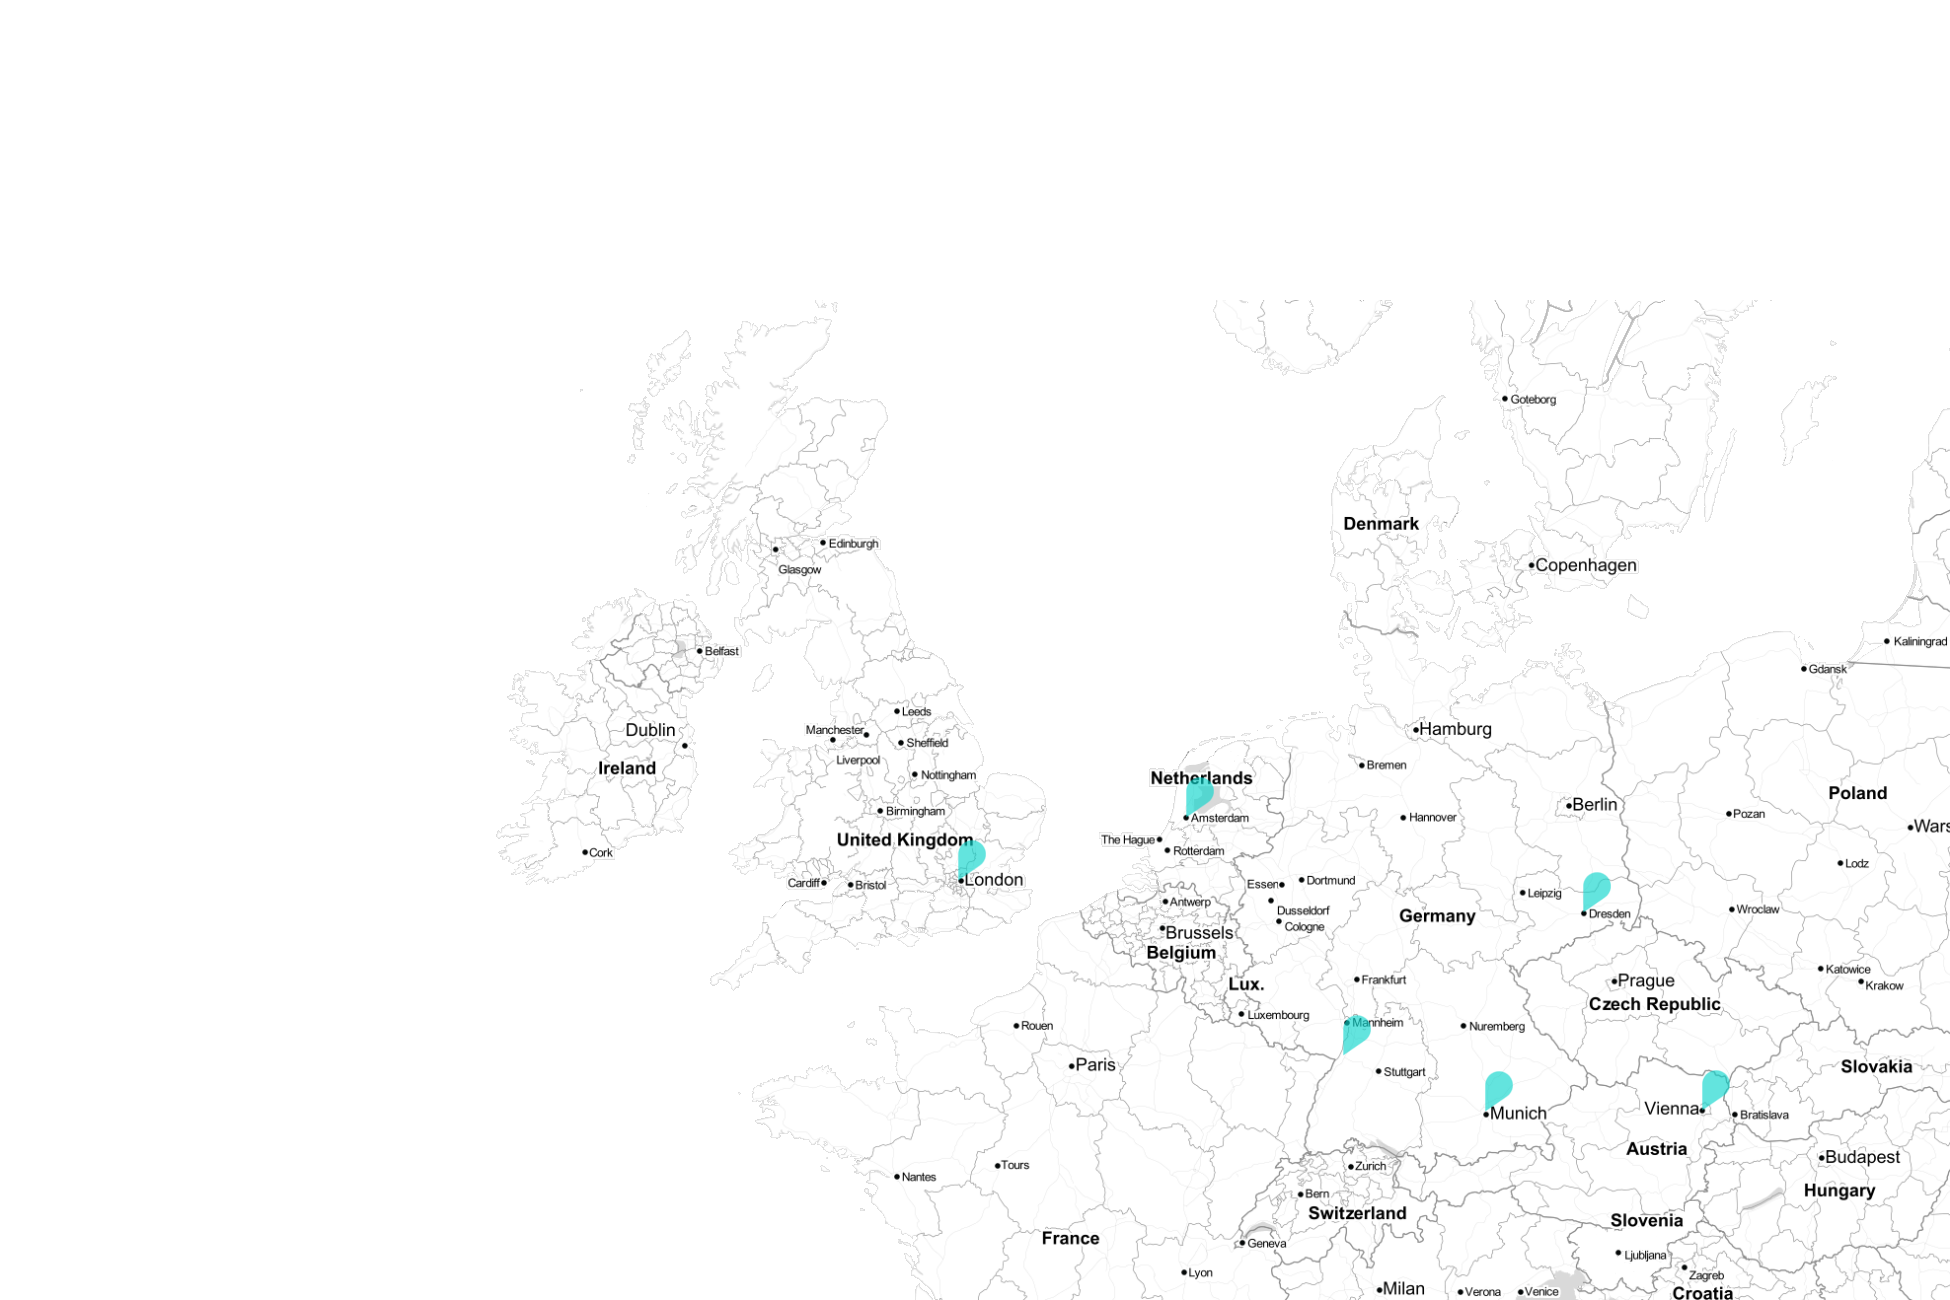 Goteborg
Denmark
Edinburgh
Copenhagen
Glasgow
Kaliningrad
Belfast
Gdansk
Leeds
Dublin
Manchester
Hamburg
Sheffield
Liverpool
Bremen
Ireland
Nottingham
Netherlands
Poland
Berlin
Birmingham
Amsterdam
Hannover
Pozan
Wars
United Kingdom
The Hague
Rotterdam
Cork
Lodz
London
Cardiff
Bristol
Essen
Dortmund
Leipzig
Antwerp
Dusseldorf
Germany
Dresden
Wroclaw
Cologne
Brussels
Belgium
Katowice
Frankfurt
Prague
Krakow
Lux.
Czech Republic
Luxembourg
Rouen
Mannheim
Nuremberg
Paris
Stuttgart
Slovakia
Munich
Vienna
Bratislava
Austria
Budapest
Tours
Zurich
Nantes
Bern
Hungary
Switzerland
Slovenia
France
Geneva
Ljubljana
Lyon
Zagreb
Milan
Verona
Venice
Croatia